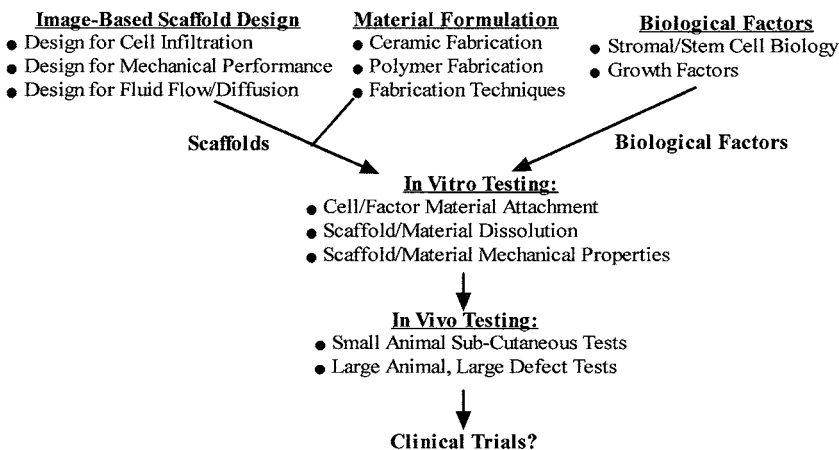 Image-Based Scaffold Design
● Design for Cell Infiltration
● Design for Mechanical Performance
● Design for Fluid Flow/Diffusion
Material Formulation
● Ceramic Fabrication
● Polymer Fabrication
● Fabrication Techniques
Biological Factors
● Stromal/Stem Cell Biology
● Growth Factors
Scaffolds
Biological Factors
In Vitro Testing:
● Cell/Factor Material Attachment
● Scaffold/Material Dissolution
● Scaffold/Material Mechanical Properties
In Vivo Testing:
● Small Animal Sub-Cutaneous Tests
● Large Animal, Large Defect Tests
Clinical Trials?